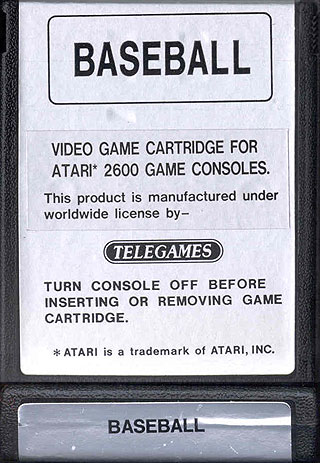 BASEBALL
VIDEO GAME CARTRIDGE FOR
ATARI* 2600 GAME CONSOLES.
This product is manufactured under
worldwide license by–
TELEGAMES
TURN CONSOLE OFF BEFORE
INSERTING OR REMOVING GAME
CARTRIDGE.
* ATARI is a trademark of ATARI, INC.
BASEBALL